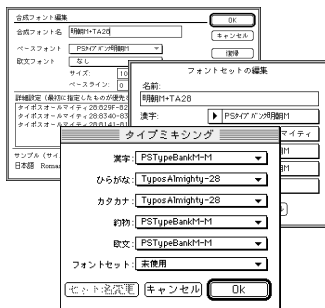 合成フォント編集
合成フォント名 明朝M+TA28
ベースフォント PSﾀｲﾌﾟﾊﾞﾝｸ明朝M
欧文フォント なし
サイズ: 10
ベースライン: 0
OK
キャンセル
詳細設定 (最初に指定したものが優先
タイポスオールマイティ28 829F-82
タイポスオールマイティ28 8340-83
タイポスオールマイティ28 8141-81
サンプル (サイ
日本語 Roma
フォントセットの編集
名前:
明朝M+TA28
漢字: PSﾀｲﾌﾟﾊﾞﾝｸ明朝M
マイティ
タイプミキシング
漢字: PSTypeBankM-M
ひらがな: TyposAlmighty-28
カタカナ: TyposAlmighty-28
約物: PSTypeBankM-M
欧文: PSTypeBankM-M
フォントセット: 未使用
セット名変更 キャンセル Ok